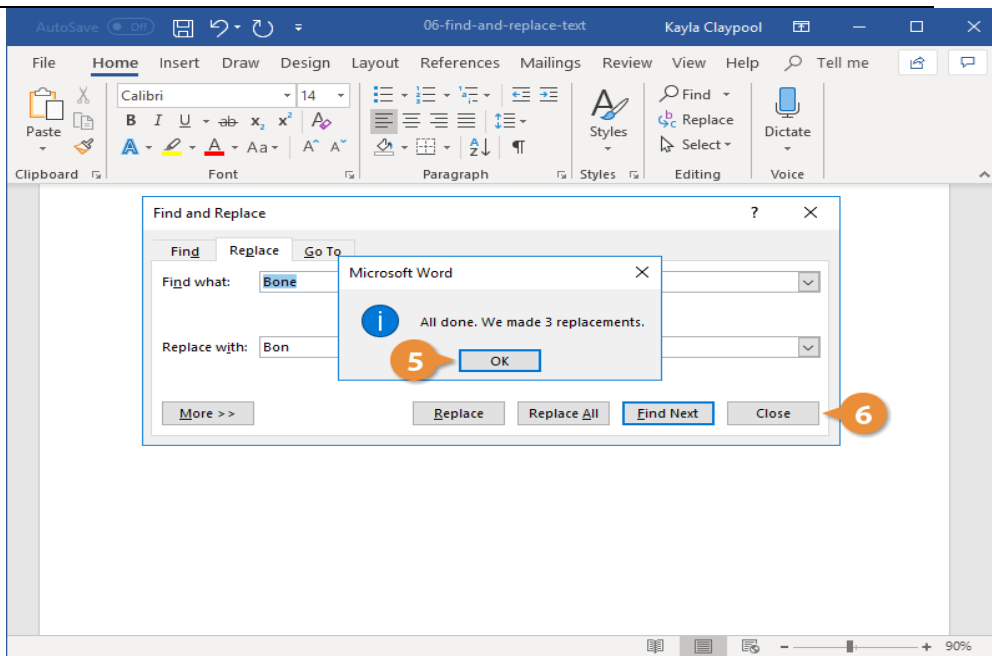 AutoSave Off 06-find-and-replace-text Kayla Claypool
File Home Insert Draw Design Layout References Mailings Review View Help Tell me
Calibri 14
Paste
B I U ab x₂ x² A
A A Aa A A
Styles
Find
Replace
Select
Dictate
Clipboard Font Paragraph Styles Editing Voice
Find and Replace ?
Find Replace Go To
Find what: Bone
Microsoft Word
All done. We made 3 replacements.
Replace with: Bon
5 OK
More >> Replace Replace All Find Next Close 6
90%